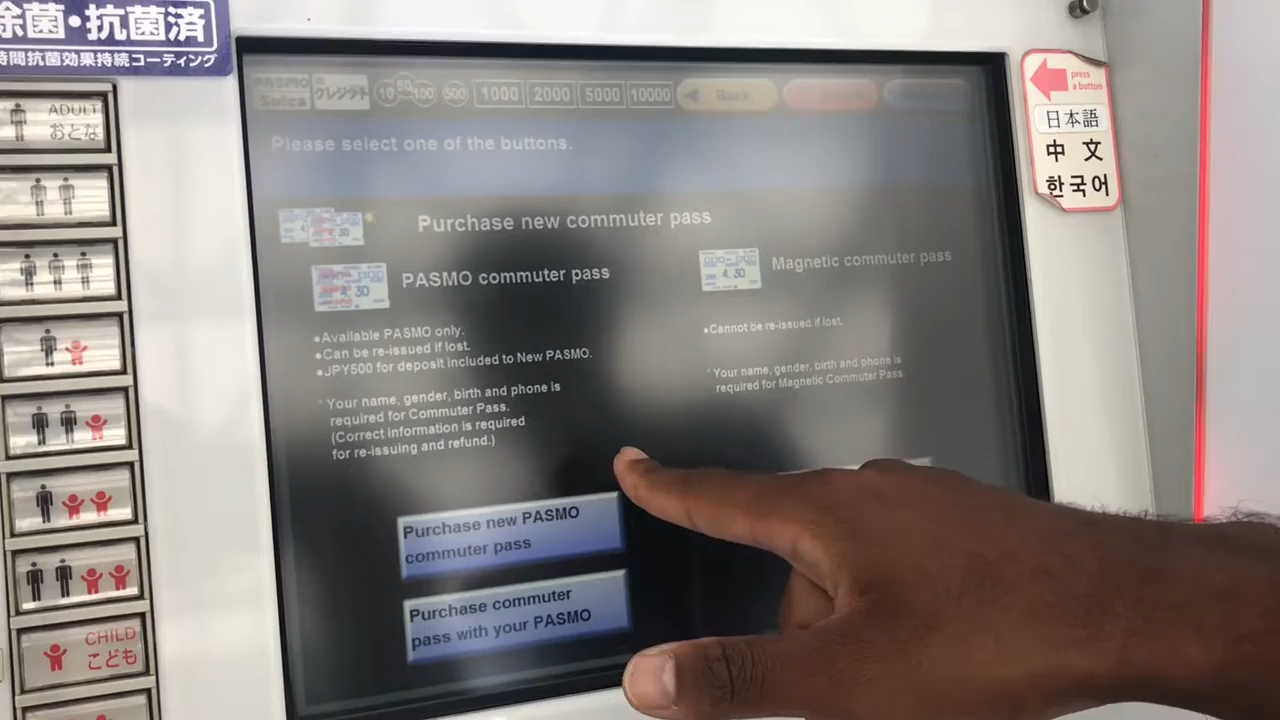 除菌・抗菌済
時間抗菌効果持続コーティング
ADULT
おとな
CHILD
こども
PASMO
Suica
クレジット
10 50 100 500 1000 2000 5000 10000
Back
Please select one of the buttons.
Purchase new commuter pass
PASMO commuter pass
•Available PASMO only.
•Can be re-issued if lost.
•JPY500 for deposit included to New PASMO.
* Your name, gender, birth and phone is
required for Commuter Pass.
(Correct information is required
for re-issuing and refund.)
Purchase new PASMO
commuter pass
Purchase commuter
pass with your PASMO
Magnetic commuter pass
•Cannot be re-issued if lost.
* Your name, gender, birth and phone is
required for Magnetic Commuter Pass.
press
a button
日本語
中 文
한국어